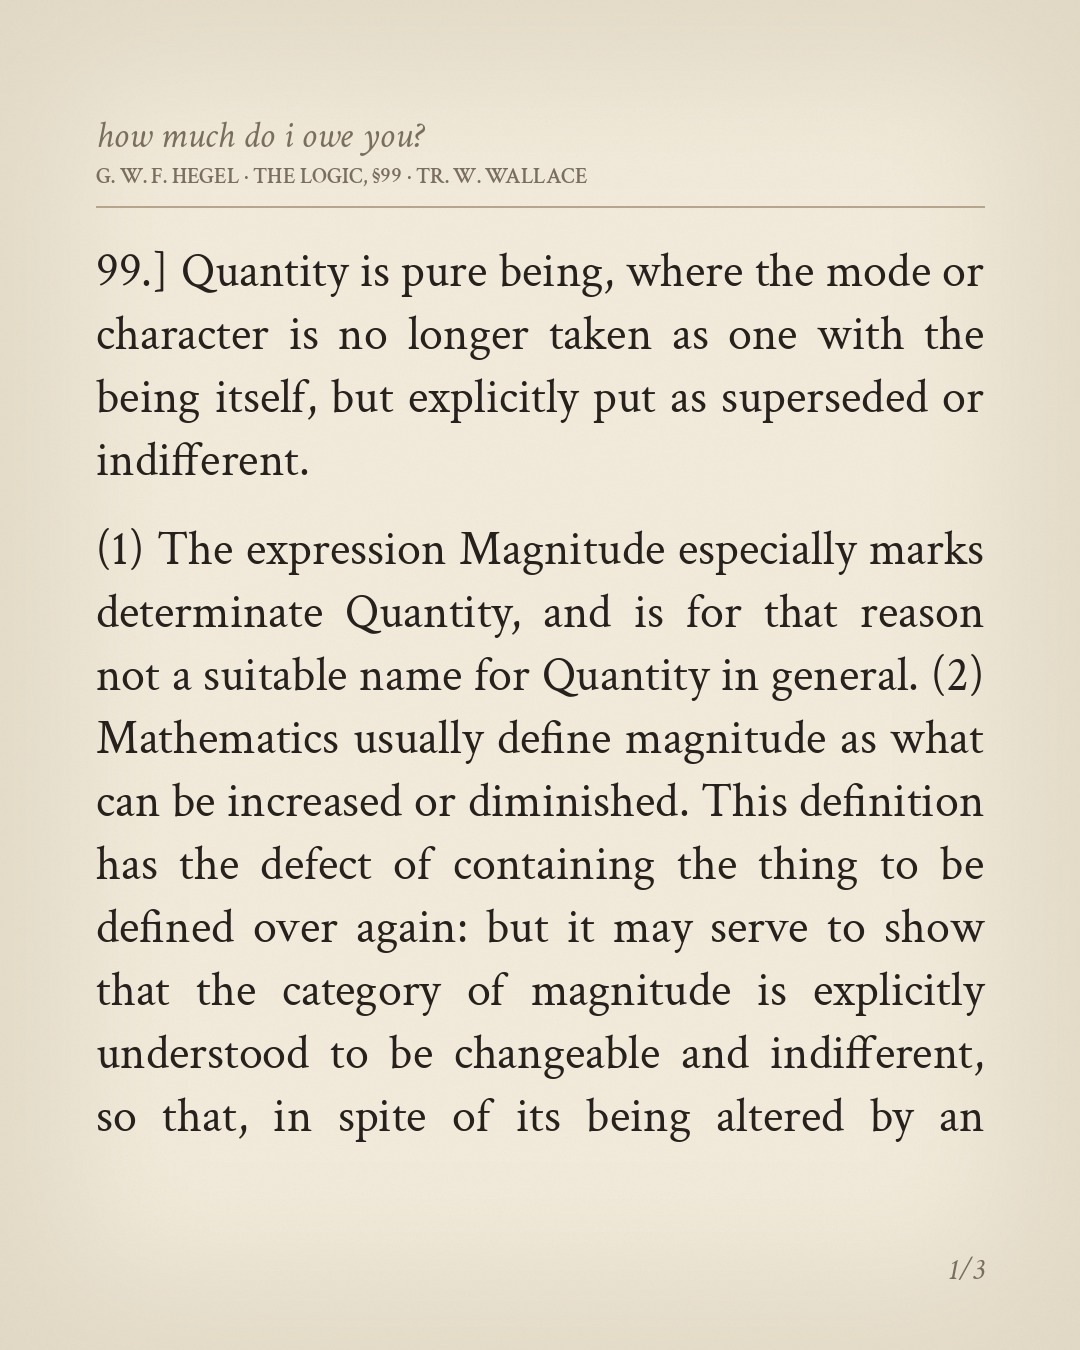 how much do i owe you?
G. W. F. HEGEL · THE LOGIC, §99 · TR. W. WALLACE
99.] Quantity is pure being, where the mode or
character is no longer taken as one with the
being itself, but explicitly put as superseded or
indifferent.
(1) The expression Magnitude especially marks
determinate Quantity, and is for that reason
not a suitable name for Quantity in general. (2)
Mathematics usually define magnitude as what
can be increased or diminished. This definition
has the defect of containing the thing to be
defined over again: but it may serve to show
that the category of magnitude is explicitly
understood to be changeable and indifferent,
so that, in spite of its being altered by an
1/3